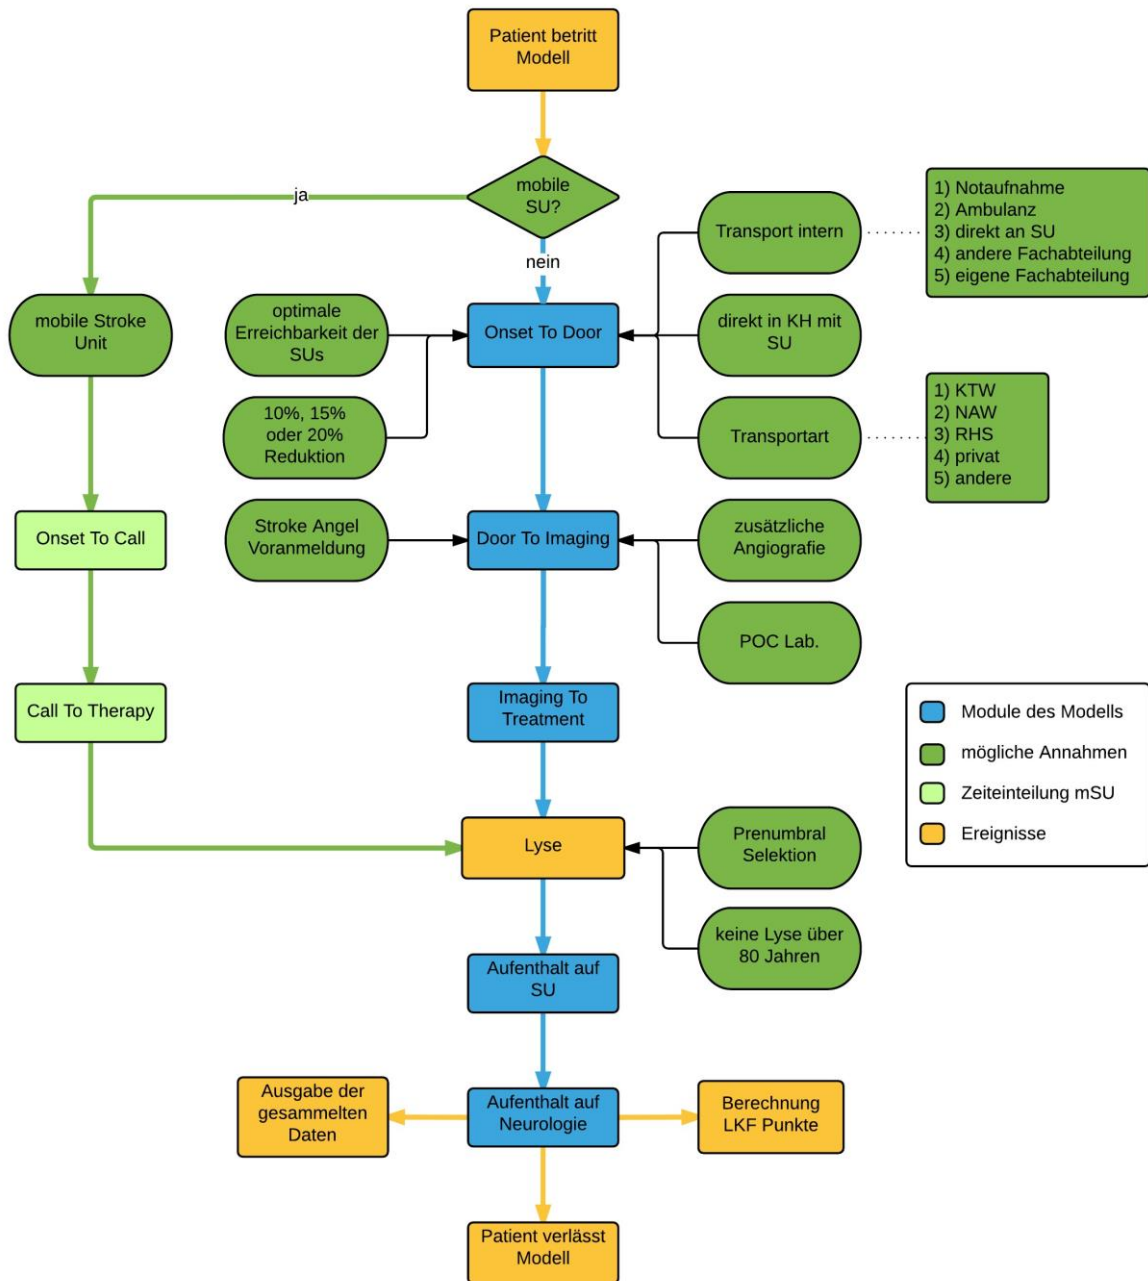 Patient betritt
Modell
mobile
SU?
ja
nein
1) Notaufnahme
2) Ambulanz
3) direkt an SU
4) andere Fachabteilung
5) eigene Fachabteilung
Transport intern
mobile Stroke
Unit
optimale
Erreichbarkeit der
SUs
Onset To Door
direkt in KH mit
SU
10%, 15%
oder 20%
Reduktion
Transportart
1) KTW
2) NAW
3) RHS
4) privat
5) andere
Onset To Call
Stroke Angel
Voranmeldung
Door To Imaging
zusätzliche
Angiografie
POC Lab.
Call To Therapy
Imaging To
Treatment
Module des Modells
mögliche Annahmen
Zeiteinteilung mSU
Ereignisse
Lyse
Prenumbral
Selektion
keine Lyse über
80 Jahren
Aufenthalt auf
SU
Ausgabe der
gesammelten
Daten
Aufenthalt auf
Neurologie
Berechnung
LKF Punkte
Patient verlässt
Modell